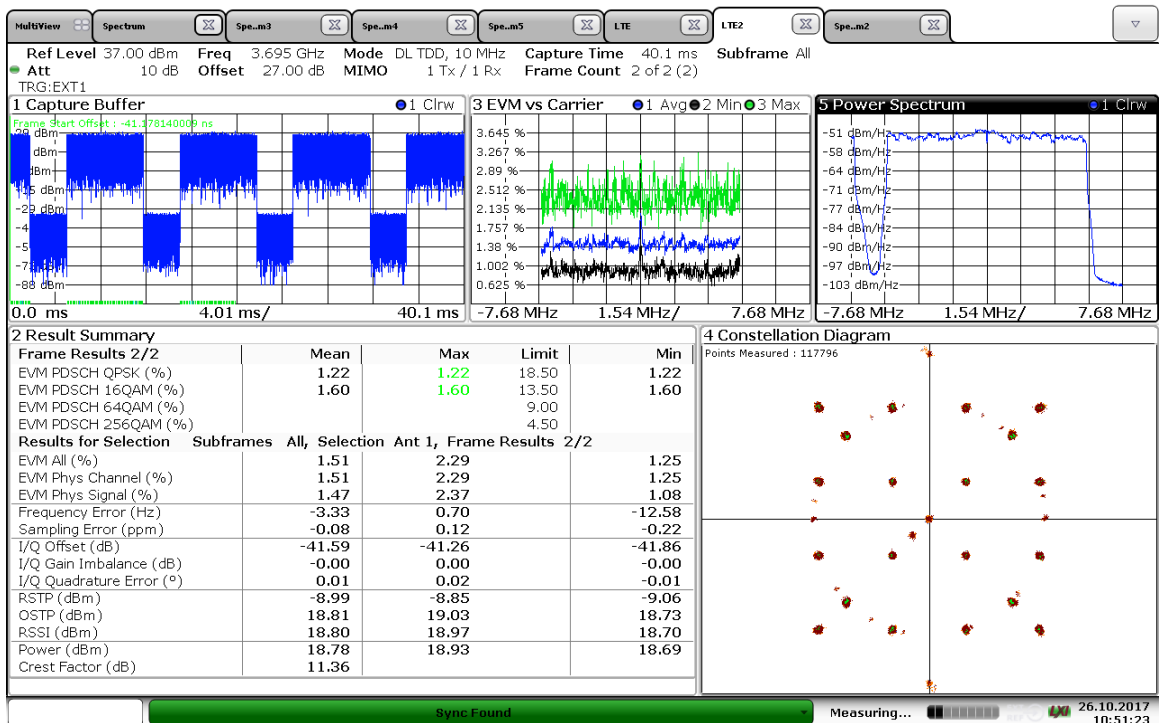 MultiView Spectrum Spe..m3 Spe..m4 Spe..m5 LTE LTE2 Spe..m2
Ref Level 37.00 dBm Freq 3.695 GHz Mode DL TDD, 10 MHz Capture Time 40.1 ms Subframe All
Att 10 dB Offset 27.00 dB MIMO 1 Tx / 1 Rx Frame Count 2 of 2 (2)
TRG:EXT1
1 Capture Buffer 1 Clrw
Frame Start Offset : -41.178140009 ns
dBm
-88 dBm
0.0 ms 4.01 ms/ 40.1 ms
3 EVM vs Carrier 1 Avg 2 Min 3 Max
3.645 %
3.267 %
2.89 %
2.512 %
2.135 %
1.757 %
1.38 %
1.002 %
0.625 %
-7.68 MHz 1.54 MHz/ 7.68 MHz
5 Power Spectrum 1 Clrw
-51 dBm/Hz
-58 dBm/Hz
-64 dBm/Hz
-71 dBm/Hz
-77 dBm/Hz
-84 dBm/Hz
-90 dBm/Hz
-97 dBm/Hz
-103 dBm/Hz
-7.68 MHz 1.54 MHz/ 7.68 MHz
2 Result Summary
Frame Results 2/2 Mean Max Limit Min
EVM PDSCH QPSK (%) 1.22 1.22 18.50 1.22
EVM PDSCH 16QAM (%) 1.60 1.60 13.50 1.60
EVM PDSCH 64QAM (%) 9.00
EVM PDSCH 256QAM (%) 4.50
Results for Selection Subframes All, Selection Ant 1, Frame Results 2/2
EVM All (%) 1.51 2.29 1.25
EVM Phys Channel (%) 1.51 2.29 1.25
EVM Phys Signal (%) 1.47 2.37 1.08
Frequency Error (Hz) -3.33 0.70 -12.58
Sampling Error (ppm) -0.08 0.12 -0.22
I/Q Offset (dB) -41.59 -41.26 -41.86
I/Q Gain Imbalance (dB) -0.00 0.00 -0.00
I/Q Quadrature Error (°) 0.01 0.02 -0.01
RSTP (dBm) -8.99 -8.85 -9.06
OSTP (dBm) 18.81 19.03 18.73
RSSI (dBm) 18.80 18.97 18.70
Power (dBm) 18.78 18.93 18.69
Crest Factor (dB) 11.36
4 Constellation Diagram
Points Measured : 117796
Sync Found
Measuring...
LXI
26.10.2017
10:51:23